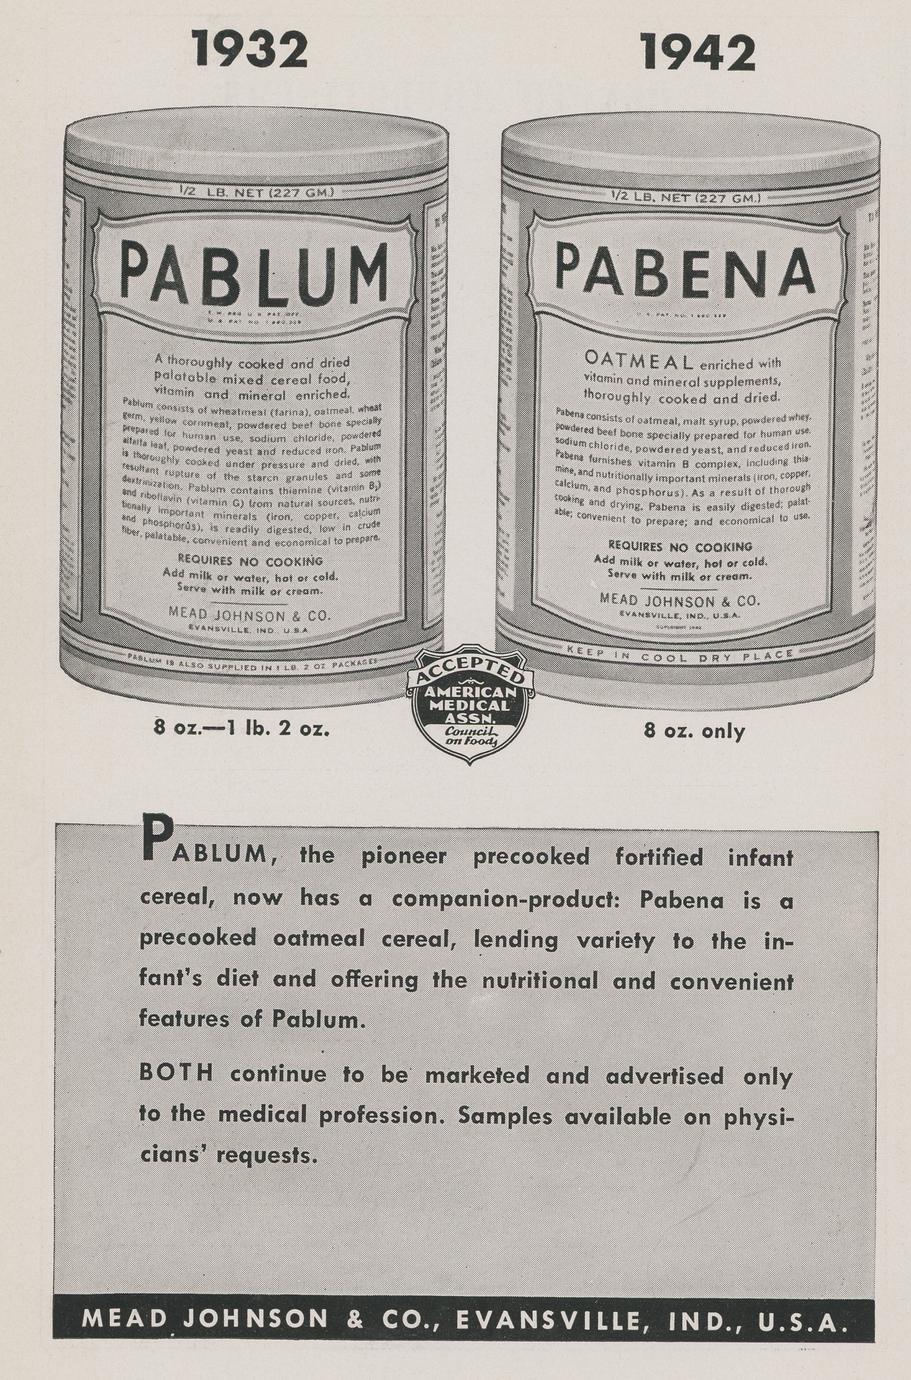 1932
1/2 LB. NET (227 GM.)
PABLUM
A thoroughly cooked and dried
palatable mixed cereal food,
vitamin and mineral enriched.
Pablum consists of wheatmeal (farina), oatmeal, wheat
germ, yellow cornmeal, powdered beef bone specially
prepared for human use, sodium chloride, powdered
alfalfa leaf, powdered yeast and reduced iron. Pablum
is thoroughly cooked under pressure and dried, with
resultant rupture of the starch granules and some
dextrinization. Pablum contains thiamine (vitamin B₁)
and riboflavin (vitamin G) from natural sources, nutri-
tionally important minerals (iron, copper, calcium
and phosphorus), is readily digested, low in crude
fiber, palatable, convenient and economical to prepare.
REQUIRES NO COOKING
Add milk or water, hot or cold.
Serve with milk or cream.
MEAD JOHNSON & CO.
EVANSVILLE, IND., U.S.A.
PABLUM IS ALSO SUPPLIED IN 1 LB. 2 OZ. PACKAGES
8 oz.—1 lb. 2 oz.
1942
1/2 LB. NET (227 GM.)
PABENA
OATMEAL enriched with
vitamin and mineral supplements,
thoroughly cooked and dried.
Pabena consists of oatmeal, malt syrup, powdered whey,
powdered beef bone specially prepared for human use,
sodium chloride, powdered yeast, and reduced iron.
Pabena furnishes vitamin B complex, including thia-
mine, and nutritionally important minerals (iron, copper,
calcium, and phosphorus). As a result of thorough
cooking and drying, Pabena is easily digested; palat-
able; convenient to prepare; and economical to use.
REQUIRES NO COOKING
Add milk or water, hot or cold.
Serve with milk or cream.
MEAD JOHNSON & CO.
EVANSVILLE, IND., U.S.A.
KEEP IN COOL DRY PLACE
8 oz. only
ACCEPTED
AMERICAN
MEDICAL
ASSN.
Council
on Foods
PABLUM, the pioneer precooked fortified infant
cereal, now has a companion-product: Pabena is a
precooked oatmeal cereal, lending variety to the in-
fant's diet and offering the nutritional and convenient
features of Pablum.
BOTH continue to be marketed and advertised only
to the medical profession. Samples available on physi-
cians' requests.
MEAD JOHNSON & CO., EVANSVILLE, IND., U.S.A.